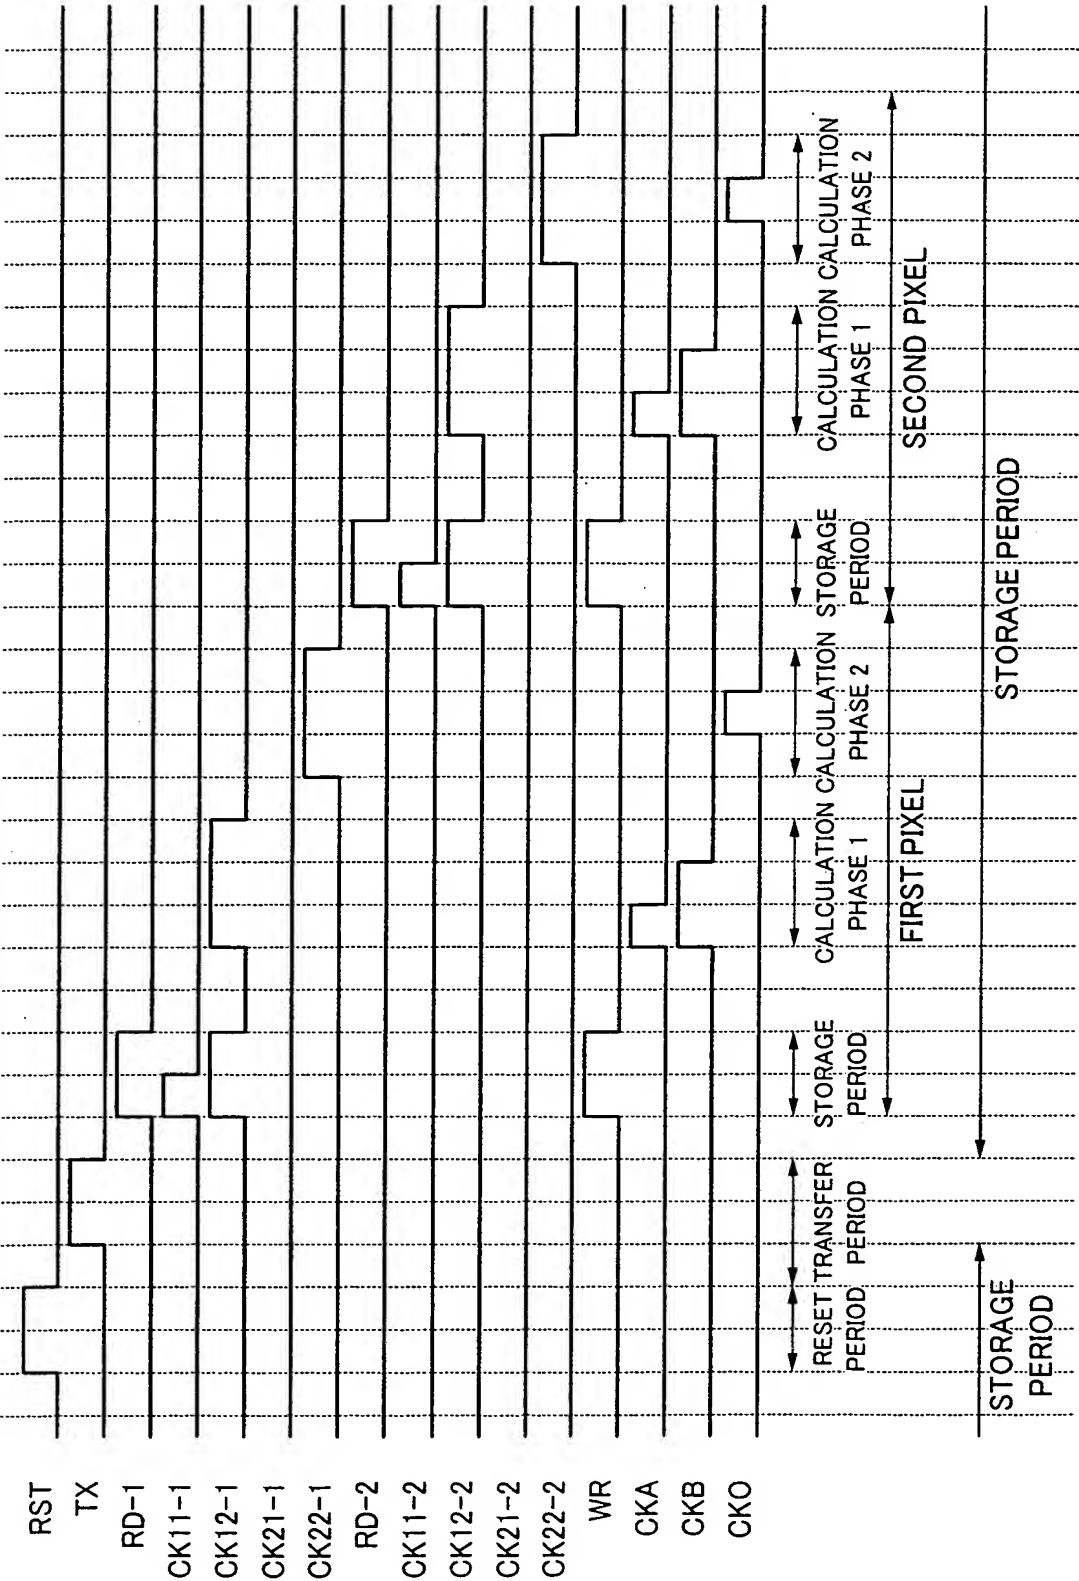 RST
TX
RD-1
CK11-1
CK12-1
CK21-1
CK22-1
RD-2
CK11-2
CK12-2
CK21-2
CK22-2
WR
CKA
CKB
CKO
RESET
PERIOD
TRANSFER
PERIOD
STORAGE
PERIOD
CALCULATION
PHASE 1
CALCULATION
PHASE 2
STORAGE
PERIOD
CALCULATION
PHASE 1
CALCULATION
PHASE 2
FIRST PIXEL
SECOND PIXEL
STORAGE
PERIOD
STORAGE PERIOD